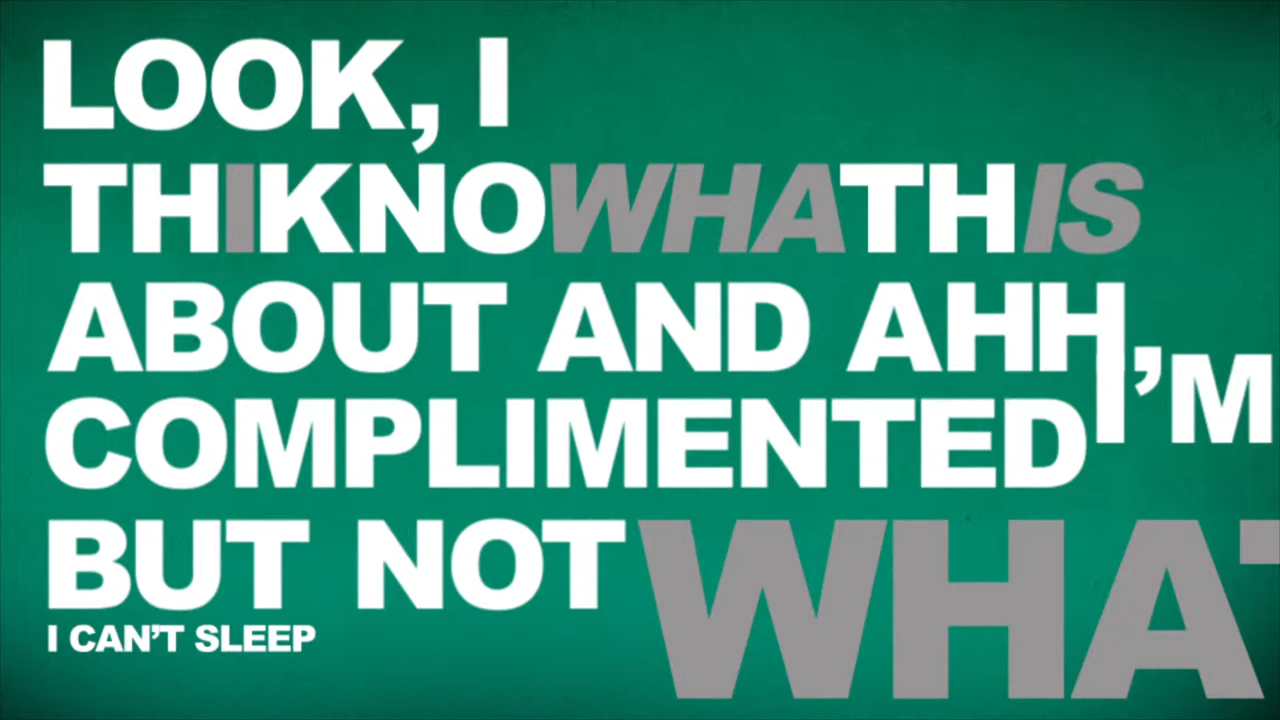 LOOK, I
THIKNOWHATHIS
ABOUT AND AHH,
I'M
COMPLIMENTED
BUT NOT
WHAT
I CAN'T SLEEP